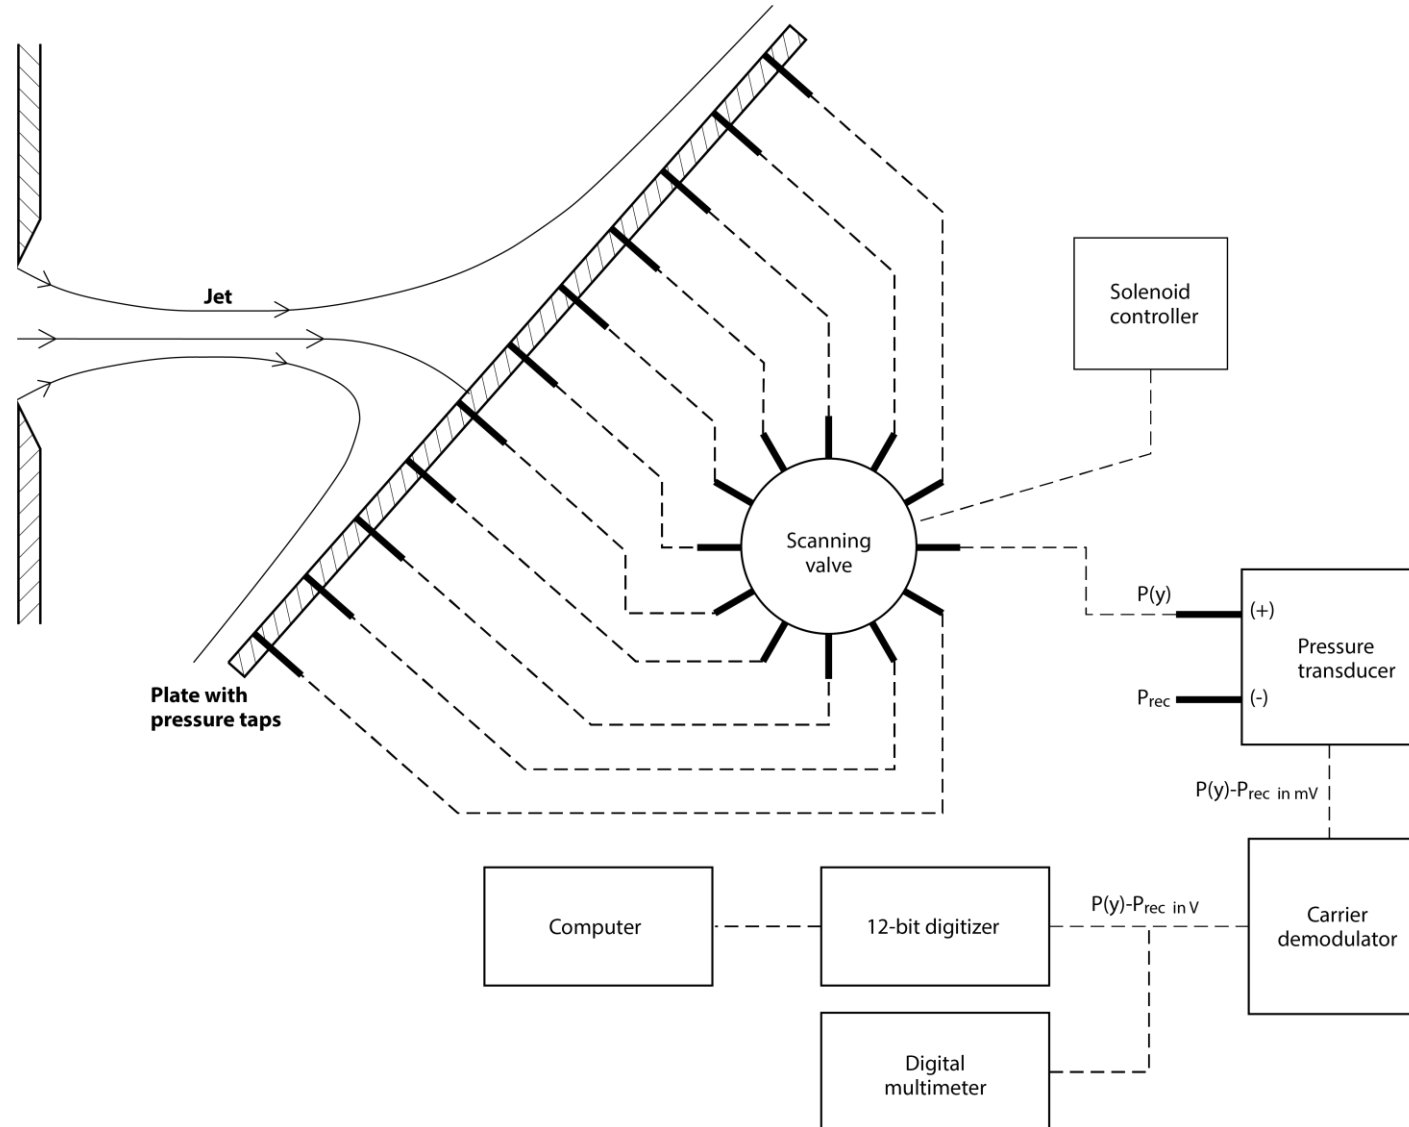 Jet
Solenoid
controller
Scanning
valve
P(y)
(+)
Pressure
transducer
Prec
(-)
Plate with
pressure taps
P(y)-Prec in mV
P(y)-Prec in V
Computer
12-bit digitizer
Carrier
demodulator
Digital
multimeter